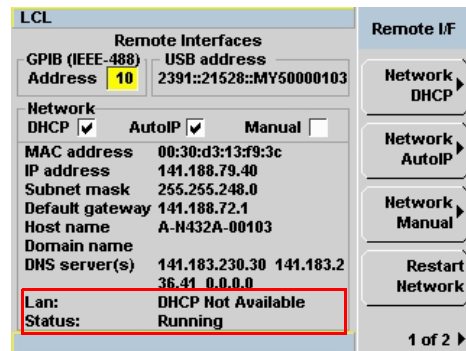 LCL
Remote Interfaces
GPIB (IEEE-488) USB address
Address 10 2391::21528::MY50000103
Network
DHCP AutoIP Manual
MAC address 00:30:d3:13:f9:3c
IP address 141.188.79.40
Subnet mask 255.255.248.0
Default gateway 141.188.72.1
Host name A-N432A-00103
Domain name
DNS server(s) 141.183.230.30 141.183.2
36.41 0.0.0.0
Lan: DHCP Not Available
Status: Running
Remote I/F
Network
DHCP
Network
AutoIP
Network
Manual
Restart
Network
1 of 2